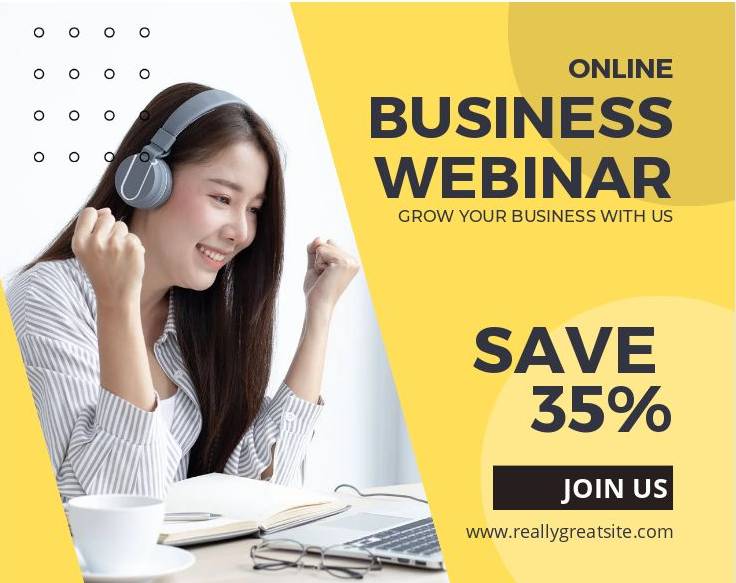 ONLINE
BUSINESS
WEBINAR
GROW YOUR BUSINESS WITH US
SAVE
35%
JOIN US
www.reallygreatsite.com